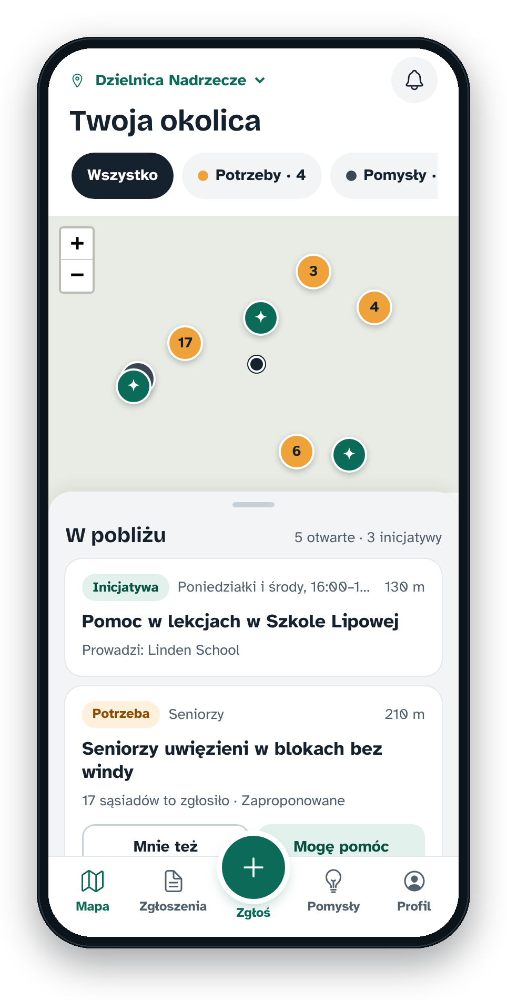 Dzielnica Nadrzecze
Twoja okolica
Wszystko
Potrzeby · 4
Pomysły ·
+
−
3
4
17
6
W pobliżu
5 otwarte · 3 inicjatywy
Inicjatywa
Poniedziałki i środy, 16:00–1…
130 m
Pomoc w lekcjach w Szkole Lipowej
Prowadzi: Linden School
Potrzeba
Seniorzy
210 m
Seniorzy uwięzieni w blokach bez
windy
17 sąsiadów to zgłosiło · Zaproponowane
Mnie też
Mogę pomóc
Mapa
Zgłoszenia
Zgłoś
Pomysły
Profil